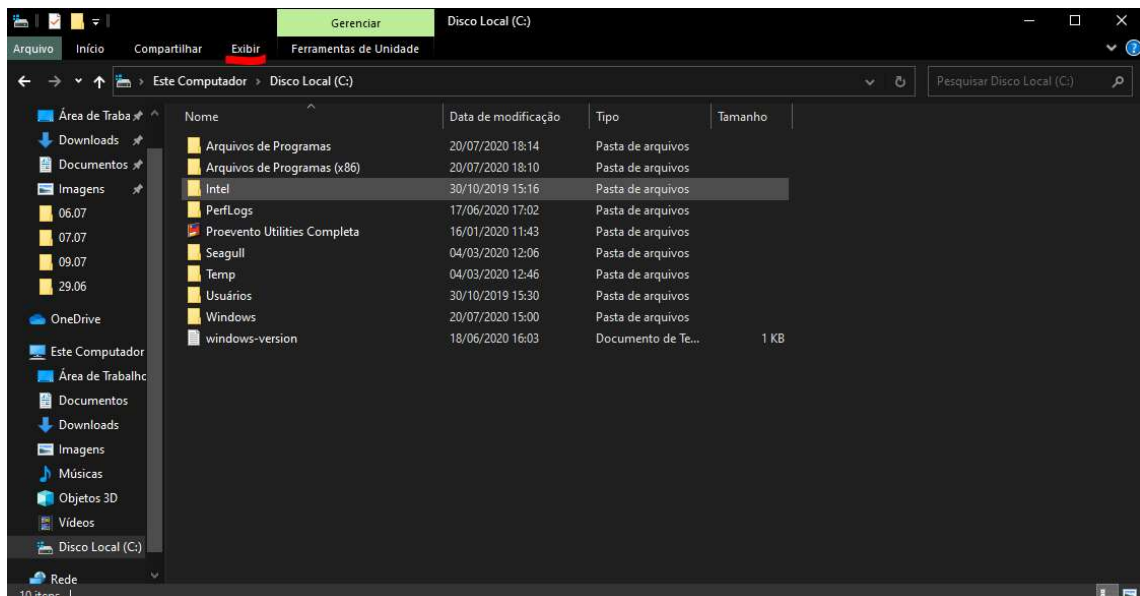 Gerenciar Disco Local (C:)
Arquivo Início Compartilhar Exibir Ferramentas de Unidade
Este Computador Disco Local (C:) Pesquisar Disco Local (C:)
Nome Data de modificação Tipo Tamanho
Área de Traba
Downloads
Documentos
Imagens
06.07
07.07
09.07
29.06
OneDrive
Este Computador
Área de Trabalho
Documentos
Downloads
Imagens
Músicas
Objetos 3D
Vídeos
Disco Local (C:)
Rede
Arquivos de Programas 20/07/2020 18:14 Pasta de arquivos
Arquivos de Programas (x86) 20/07/2020 18:10 Pasta de arquivos
Intel 30/10/2019 15:16 Pasta de arquivos
PerfLogs 17/06/2020 17:02 Pasta de arquivos
Proevento Utilities Completa 16/01/2020 11:43 Pasta de arquivos
Seagull 04/03/2020 12:06 Pasta de arquivos
Temp 04/03/2020 12:46 Pasta de arquivos
Usuários 30/10/2019 15:30 Pasta de arquivos
Windows 20/07/2020 15:00 Pasta de arquivos
windows-version 18/06/2020 16:03 Documento de Te... 1 KB
10 itens